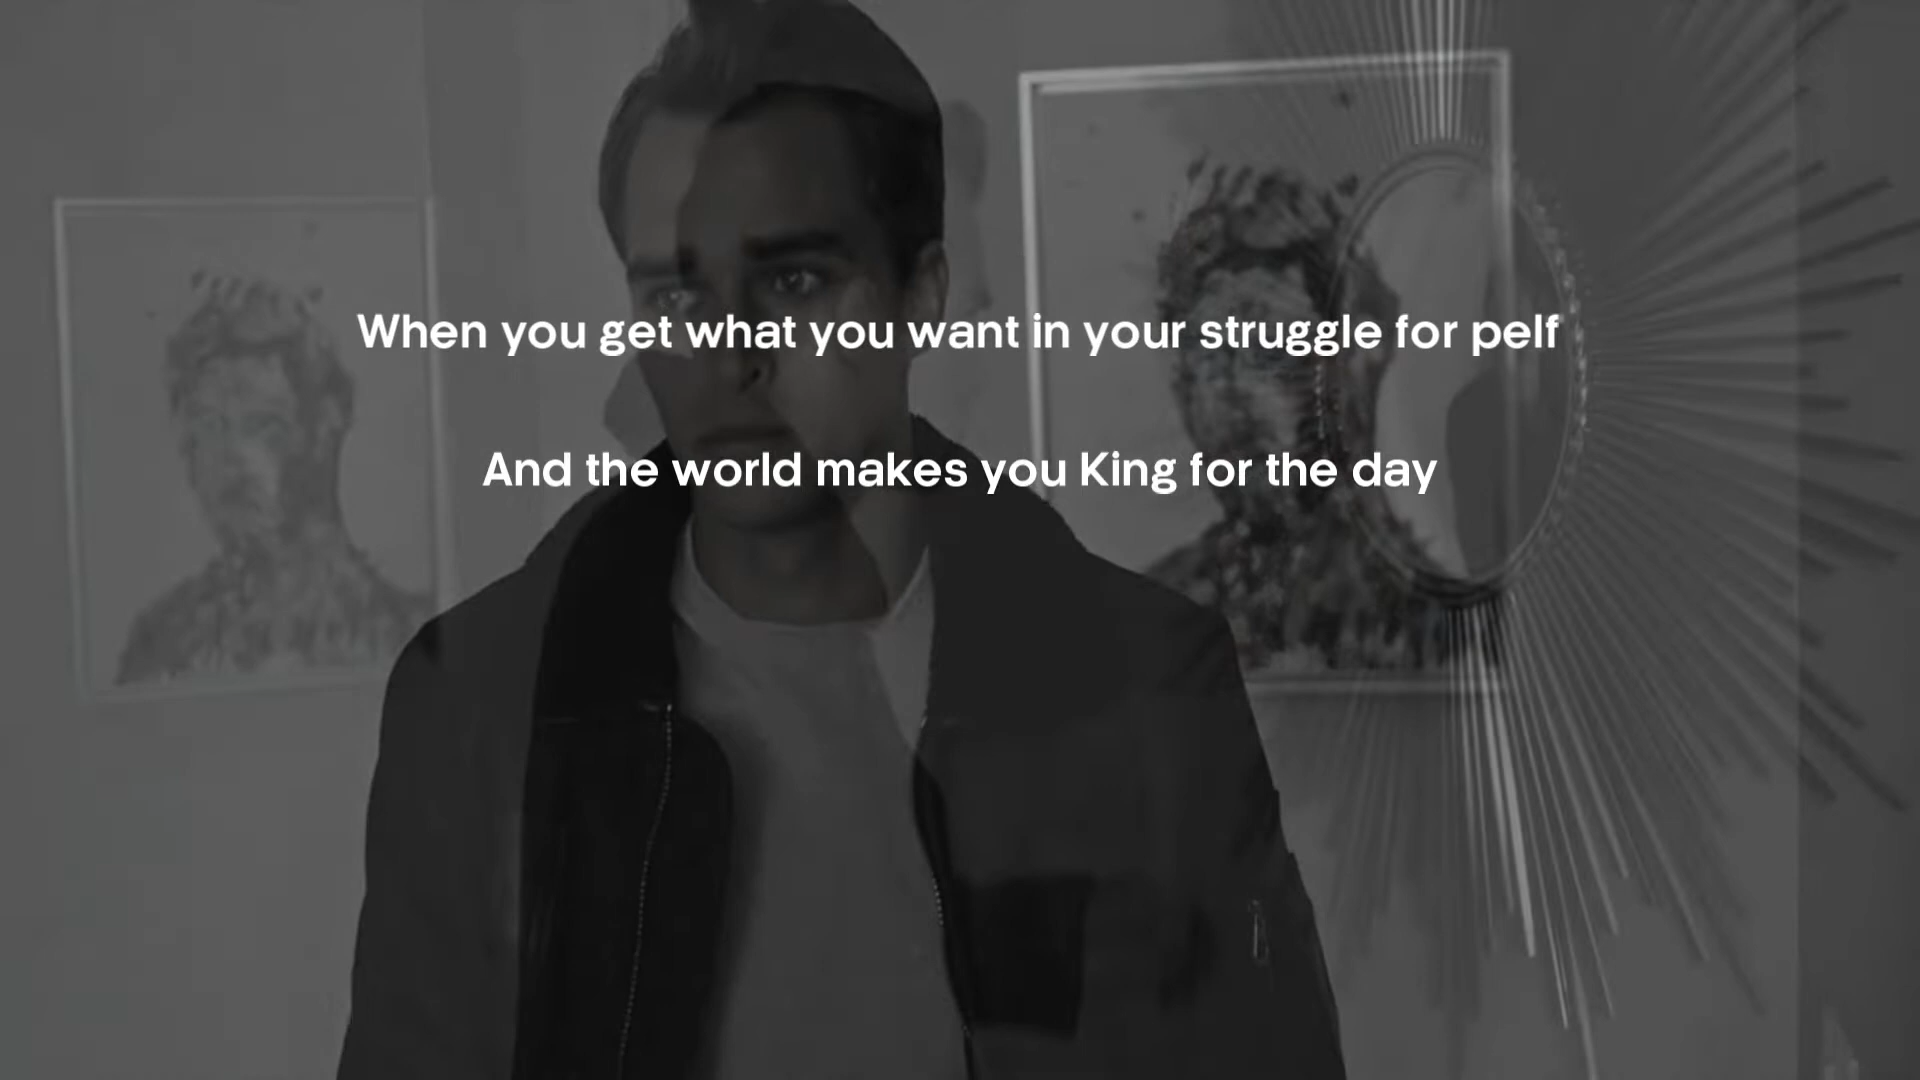 When you get what you want in your struggle for pelf
And the world makes you King for the day